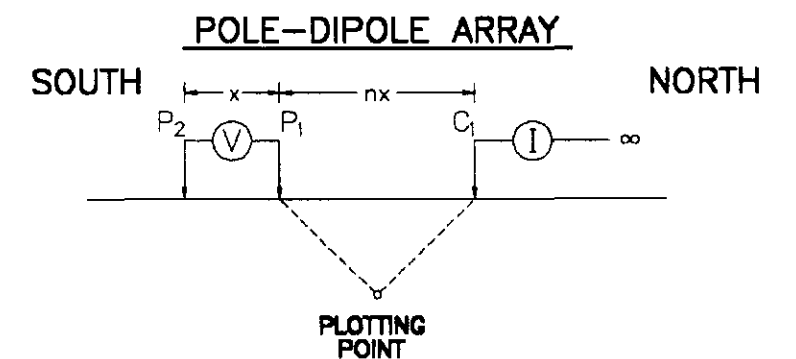 POLE-DIPOLE ARRAY
SOUTH
NORTH
x
nx
P2
V
P1
C1
I
∞
PLOTTING
POINT